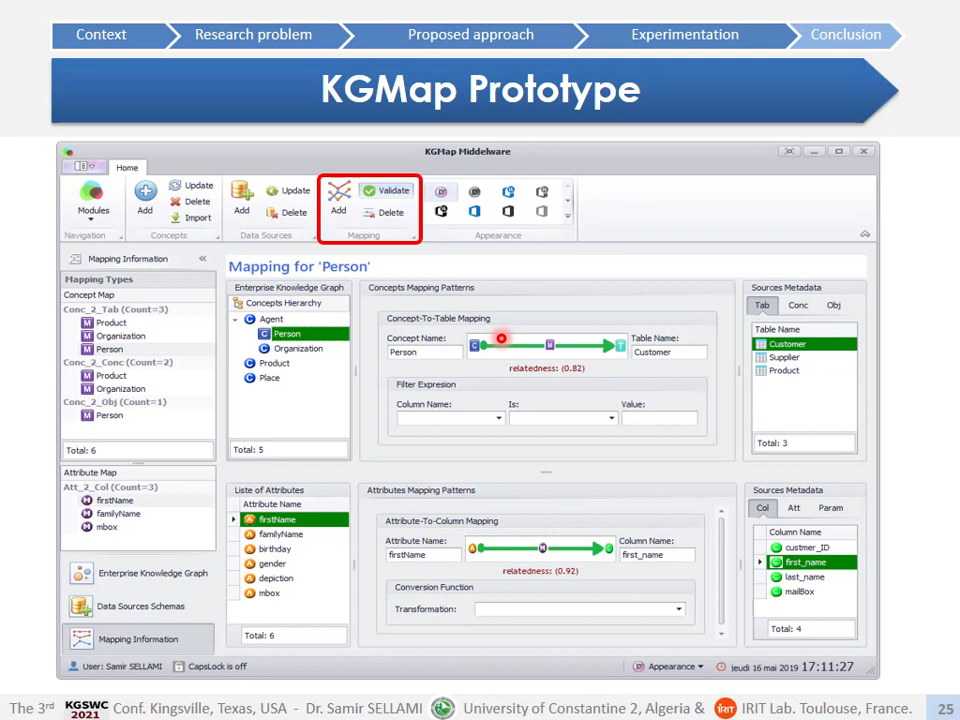 Context
Research problem
Proposed approach
Experimentation
Conclusion
KGMap Prototype
KGMap Middelware
Home
Modules
Navigation
Add
Update
Delete
Import
Concepts
Add
Update
Delete
Data Sources
Add
Validate
Delete
Mapping
Appearance
Mapping Information
Mapping Types
Concept Map
Conc_2_Tab (Count=3)
M Product
M Organization
M Person
Conc_2_Conc (Count=2)
M Product
M Organization
Conc_2_Obj (Count=1)
M Person
Total: 6
Attribute Map
Att_2_Col (Count=3)
M firstName
M familyName
M mbox
Enterprise Knowledge Graph
Data Sources Schemas
Mapping Information
Mapping for 'Person'
Enterprise Knowledge Graph
Concepts Hierarchy
C Agent
C Person
C Organization
C Product
C Place
Total: 5
Concepts Mapping Patterns
Concept-To-Table Mapping
Concept Name:
Person
C M T
Table Name:
Customer
relatedness: (0.82)
Filter Expresion
Column Name:
Is:
Value:
Sources Metadata
Tab Conc Obj
Table Name
Customer
Supplier
Product
Total: 3
Liste of Attributes
Attribute Name
A firstName
A familyName
A birthday
A gender
A depiction
A mbox
Total: 6
Attributes Mapping Patterns
Attribute-To-Column Mapping
Attribute Name:
firstName
A M C
Column Name:
first_name
relatedness: (0.92)
Conversion Function
Transformation:
Sources Metadata
Col Att Param
Column Name
custmer_ID
first_name
last_name
mailBox
Total: 4
User: Samir SELLAMI
CapsLock is off
Appearance
jeudi 16 mai 2019 17:11:27
The 3rd KGSWC 2021 Conf. Kingsville, Texas, USA - Dr. Samir SELLAMI University of Constantine 2, Algeria & IRIT Lab. Toulouse, France.
25